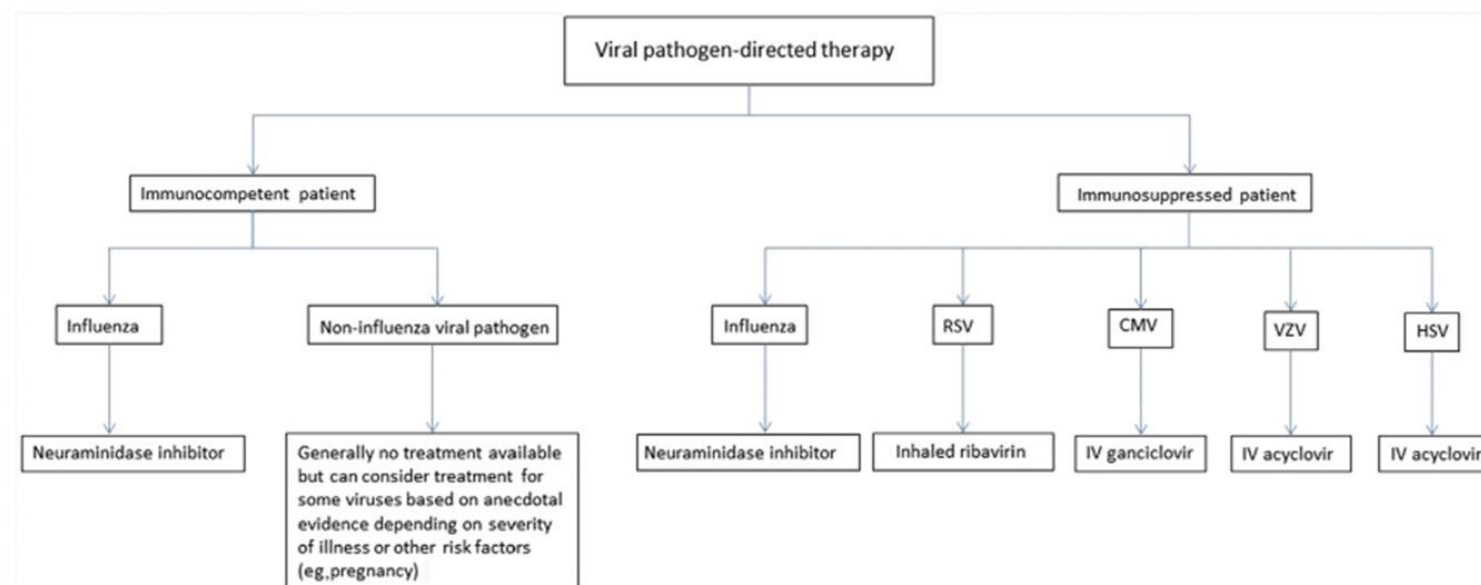 Viral pathogen-directed therapy
Immunocompetent patient
Immunosuppressed patient
Influenza
Non-influenza viral pathogen
Influenza
RSV
CMV
VZV
HSV
Neuraminidase inhibitor
Generally no treatment available
but can consider treatment for
some viruses based on anecdotal
evidence depending on severity
of illness or other risk factors
(eg,pregnancy)
Neuraminidase inhibitor
Inhaled ribavirin
IV ganciclovir
IV acyclovir
IV acyclovir